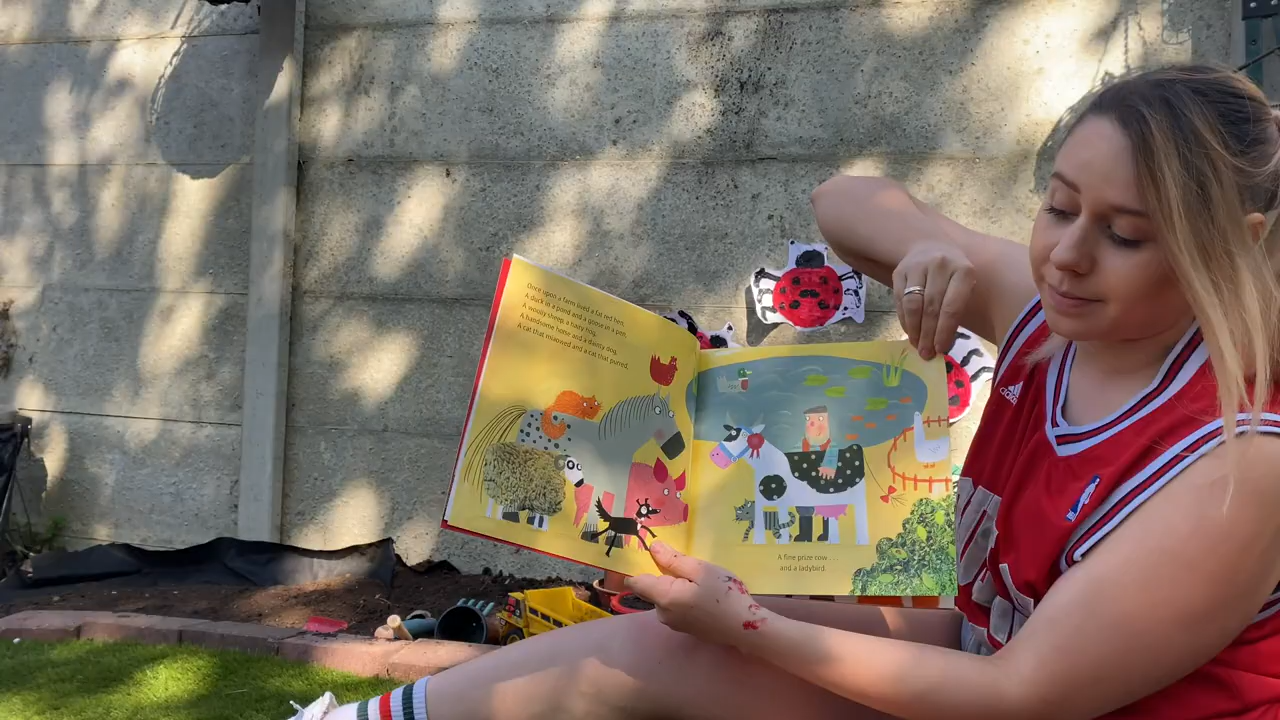 Once upon a farm lived a fat red hen,
A duck in a pond and a goose in a pen,
A woolly sheep, a hairy hog,
A handsome horse and a dainty dog,
A cat that miaowed and a cat that purred,
A fine prize cow . . .
and a ladybird.
adidas